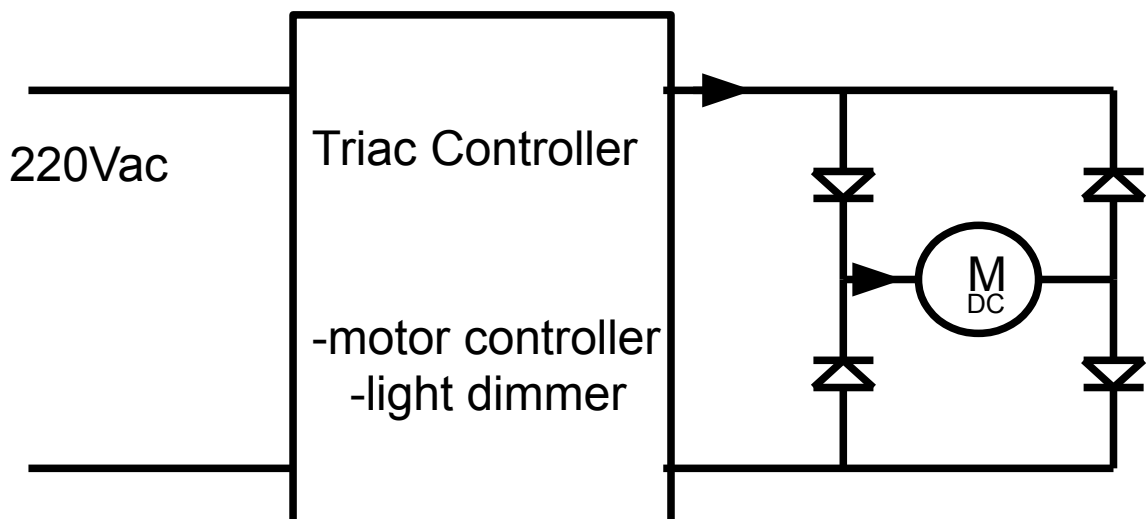 220Vac
Triac Controller
-motor controller
-light dimmer
M
DC